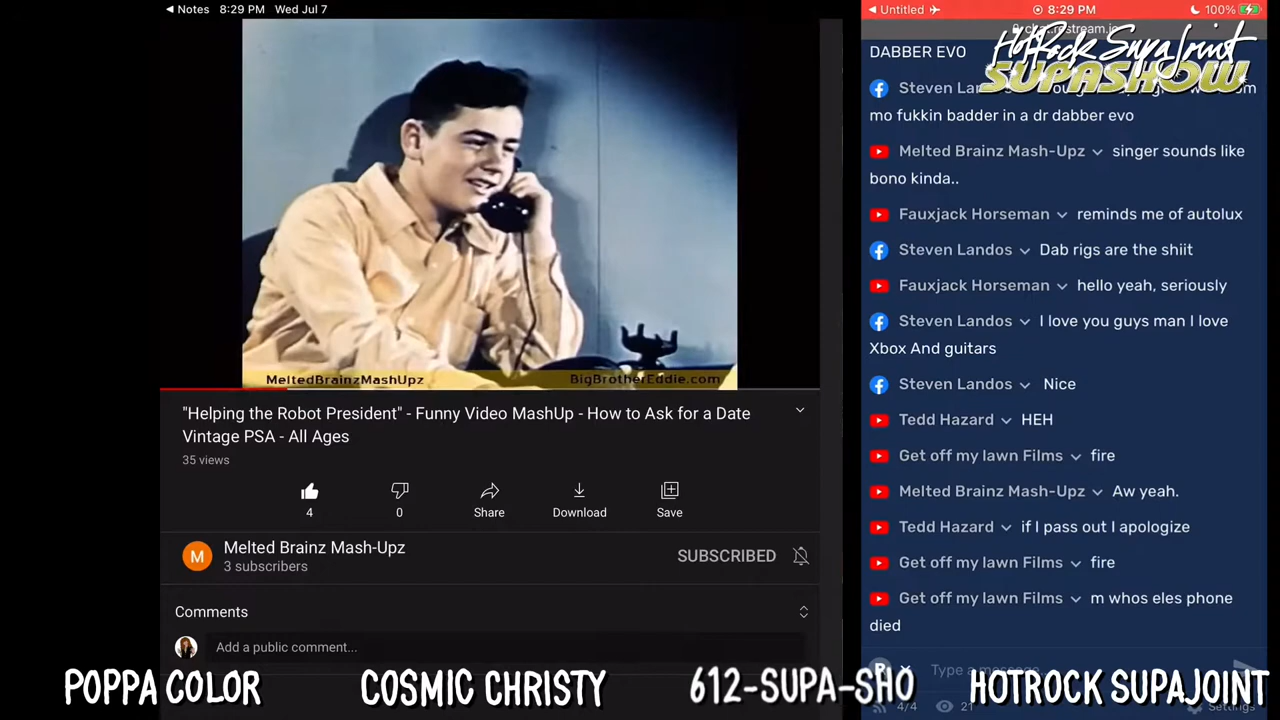 Notes 8:29 PM Wed Jul 7
Untitled 8:29 PM 100%
HotRock SupaJoint
SUPASHOW
DABBER EVO
Steven
mo fukkin badder in a dr dabber evo
Melted Brainz Mash-Upz singer sounds like
bono kinda..
Fauxjack Horseman reminds me of autolux
Steven Landos Dab rigs are the shiit
Fauxjack Horseman hello yeah, seriously
Steven Landos I love you guys man I love
Xbox And guitars
Steven Landos Nice
Tedd Hazard HEH
Get off my lawn Films fire
Melted Brainz Mash-Upz Aw yeah.
Tedd Hazard if I pass out I apologize
Get off my lawn Films fire
Get off my lawn Films m whos eles phone
died
Type a message
4/4 21 Settings
MeltedBrainzMashUpz BigBrotherEddie.com
"Helping the Robot President" - Funny Video MashUp - How to Ask for a Date
Vintage PSA - All Ages
35 views
4 0 Share Download Save
M Melted Brainz Mash-Upz SUBSCRIBED
3 subscribers
Comments
Add a public comment...
POPPA COLOR COSMIC CHRISTY 612-SUPA-SHO HOTROCK SUPAJOINT